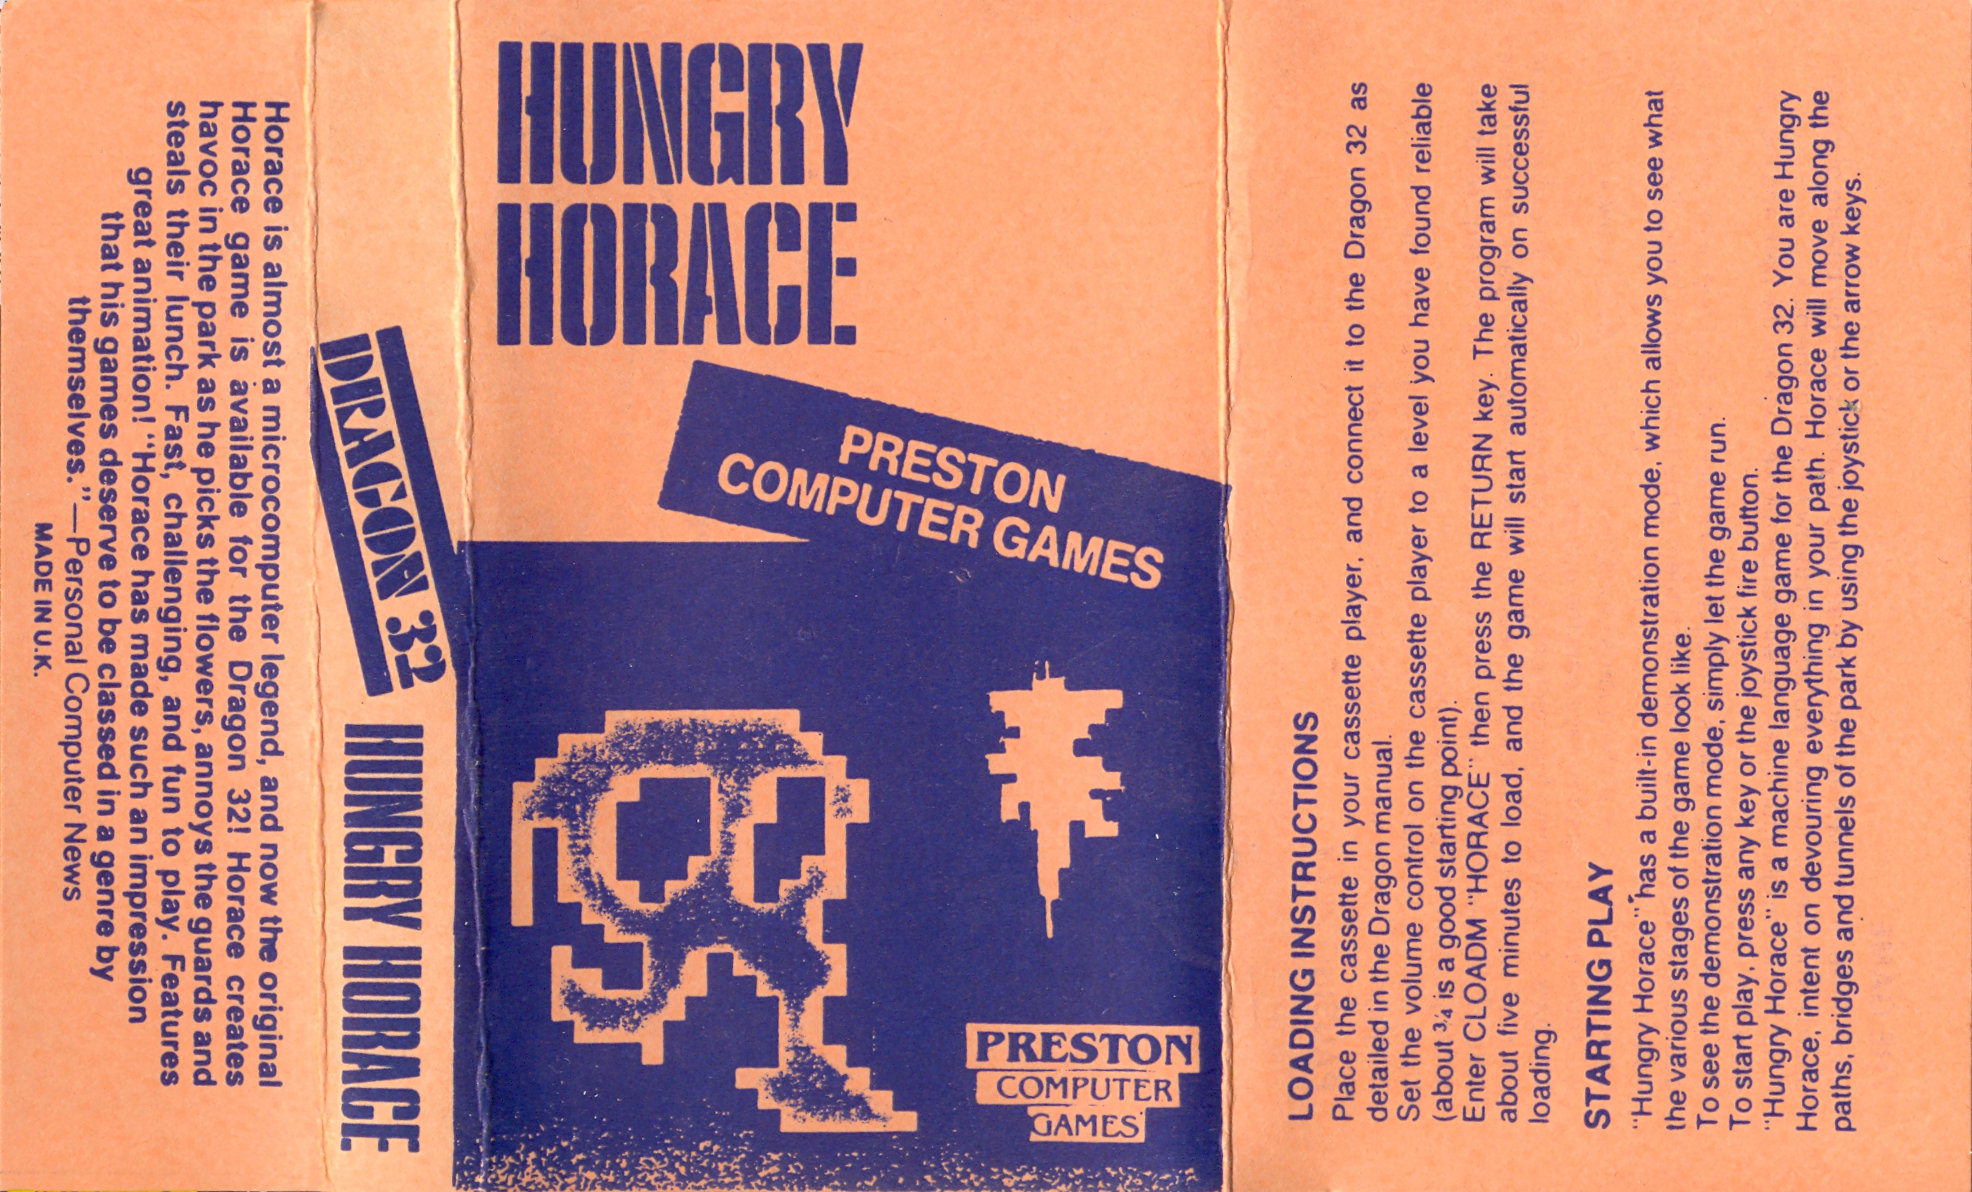 Horace is almost a microcomputer legend, and now the original
Horace game is available for the Dragon 32! Horace creates
havoc in the park as he picks the flowers, annoys the guards and
steals their lunch. Fast, challenging, and fun to play. Features
great animation! "Horace has made such an impression
that his games deserve to be classed in a genre by
themselves."—Personal Computer News
MADE IN U.K.
DRAGON 32
HUNGRY HORACE
HUNGRY
HORACE
PRESTON
COMPUTER GAMES
PRESTON
COMPUTER
GAMES
LOADING INSTRUCTIONS
Place the cassette in your cassette player, and connect it to the Dragon 32 as
detailed in the Dragon manual.
Set the volume control on the cassette player to a level you have found reliable
(about ¾ is a good starting point).
Enter CLOADM "HORACE" then press the RETURN key. The program will take
about five minutes to load, and the game will start automatically on successful
loading.
STARTING PLAY
"Hungry Horace" has a built-in demonstration mode, which allows you to see what
the various stages of the game look like.
To see the demonstration mode, simply let the game run.
To start play, press any key or the joystick fire button.
"Hungry Horace" is a machine language game for the Dragon 32. You are Hungry
Horace, intent on devouring everything in your path. Horace will move along the
paths, bridges and tunnels of the park by using the joystick or the arrow keys.